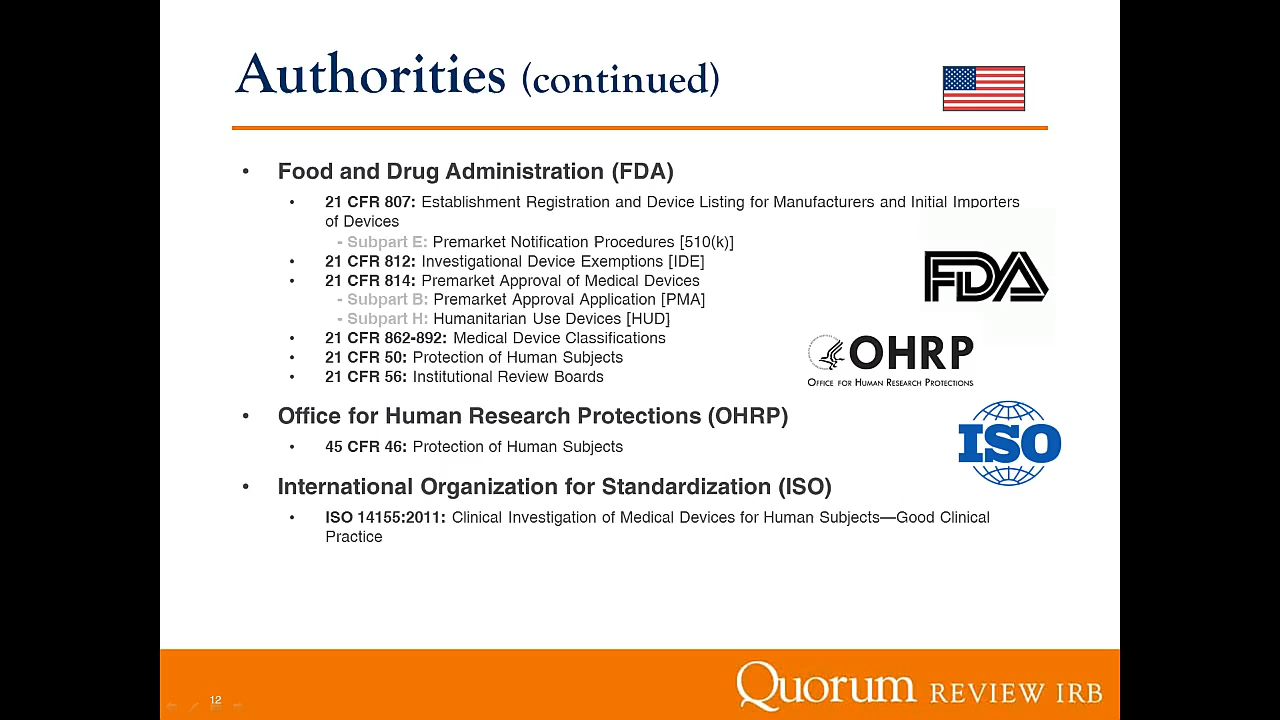 Authorities (continued)
• Food and Drug Administration (FDA)
• 21 CFR 807: Establishment Registration and Device Listing for Manufacturers and Initial Importers
of Devices
- Subpart E: Premarket Notification Procedures [510(k)]
• 21 CFR 812: Investigational Device Exemptions [IDE]
• 21 CFR 814: Premarket Approval of Medical Devices
- Subpart B: Premarket Approval Application [PMA]
- Subpart H: Humanitarian Use Devices [HUD]
• 21 CFR 862-892: Medical Device Classifications
• 21 CFR 50: Protection of Human Subjects
• 21 CFR 56: Institutional Review Boards
FDA
OHRP
OFFICE FOR HUMAN RESEARCH PROTECTIONS
• Office for Human Research Protections (OHRP)
• 45 CFR 46: Protection of Human Subjects
ISO
• International Organization for Standardization (ISO)
• ISO 14155:2011: Clinical Investigation of Medical Devices for Human Subjects—Good Clinical
Practice
12
QUORUM REVIEW IRB